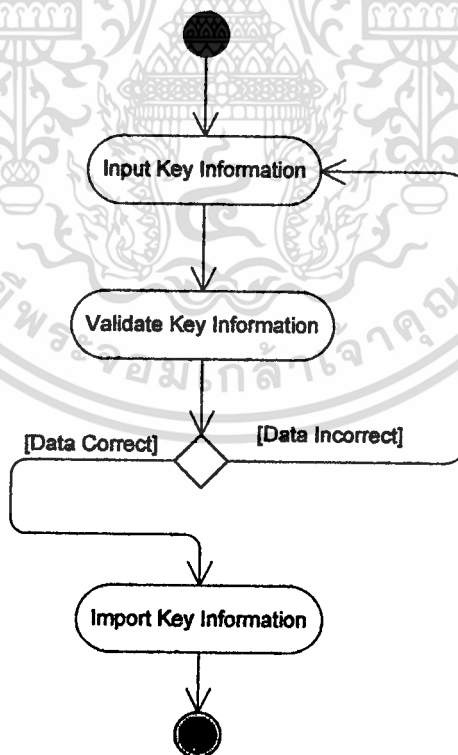 Input Key Information
Validate Key Information
[Data Correct]
[Data Incorrect]
Import Key Information